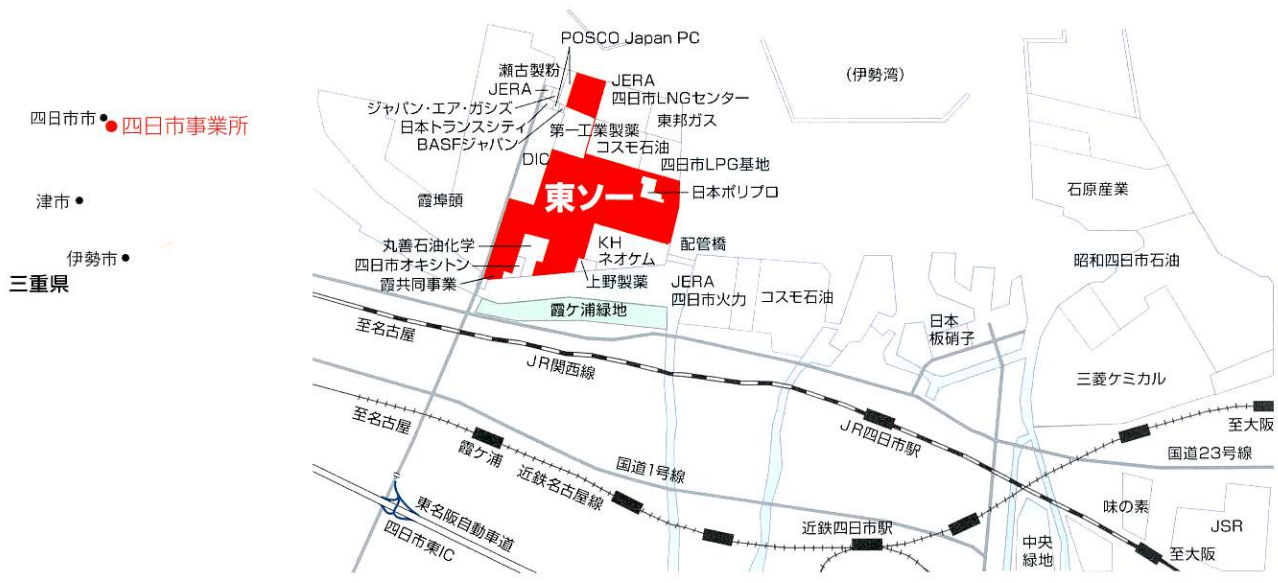 四日市市
四日市事業所
津市
伊勢市
三重県
POSCO Japan PC
瀬古製粉
JERA
ジャパン・エア・ガシズ
日本トランスシティ
BASFジャパン
JERA
四日市LNGセンター
東邦ガス
第一工業製薬
コスモ石油
四日市LPG基地
DIC
東ソー
日本ポリプロ
霞埠頭
丸善石油化学
四日市オキシトン
霞共同事業
KH
ネオケム
上野製薬
配管橋
JERA
四日市火力
コスモ石油
霞ケ浦緑地
(伊勢湾)
石原産業
昭和四日市石油
日本
板硝子
三菱ケミカル
至名古屋
JR関西線
JR四日市駅
至大阪
国道23号線
至名古屋
霞ケ浦
近鉄名古屋線
国道1号線
近鉄四日市駅
東名阪自動車道
四日市東IC
味の素
JSR
中央
緑地
至大阪